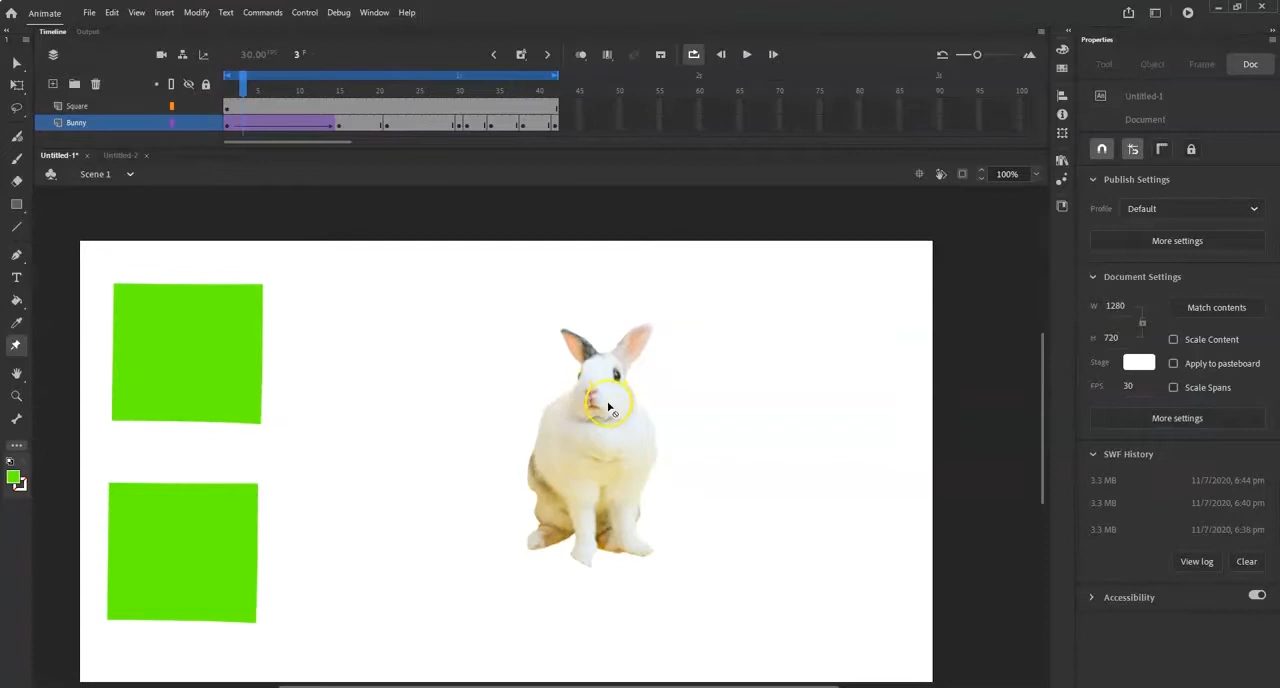 Animate File Edit View Insert Modify Text Commands Control Debug Window Help
Timeline Output
Properties
30.00 FPS 3 F
Tool Object Frame Doc
1s 2s 3s
5 10 15 20 25 30 35 40 45 50 55 60 65 70 75 80 85 90 95 100
Square
Bunny
Untitled-1
Document
Untitled-1* × Untitled-2 ×
Scene 1 100%
Publish Settings
Profile Default
More settings
Document Settings
W 1280 Match contents
H 720 Scale Content
Stage Apply to pasteboard
FPS 30 Scale Spans
More settings
SWF History
3.3 MB 11/7/2020, 6:44 pm
3.3 MB 11/7/2020, 6:40 pm
3.3 MB 11/7/2020, 6:38 pm
View log Clear
Accessibility